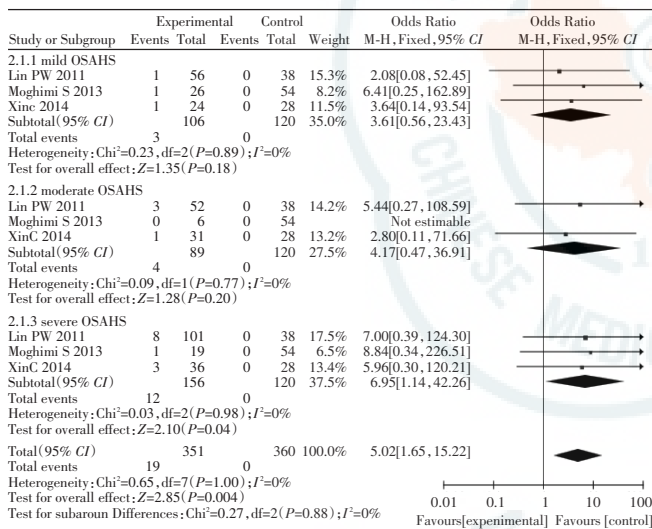 Experimental Control Odds Ratio Odds Ratio
Study or Subgroup Events Total Events Total Weight M-H, Fixed, 95% CI M-H, Fixed, 95% CI
2.1.1 mild OSAHS
Lin PW 2011 1 56 0 38 15.3% 2.08[0.08, 52.45]
Moghimi S 2013 1 26 0 54 8.2% 6.41[0.25, 162.89]
Xinc 2014 1 24 0 28 11.5% 3.64[0.14, 93.54]
Subtotal(95% CI) 106 120 35.0% 3.61[0.56, 23.43]
Total events 3 0
Heterogeneity: Chi²=0.23, df=2(P=0.89); I²=0%
Test for overall effect: Z=1.35(P=0.18)
2.1.2 moderate OSAHS
Lin PW 2011 3 52 0 38 14.2% 5.44[0.27, 108.59]
Moghimi S 2013 0 6 0 54 Not estimable
XinC 2014 1 31 0 28 13.2% 2.80[0.11, 71.66]
Subtotal(95% CI) 89 120 27.5% 4.17[0.47, 36.91]
Total events 4 0
Heterogeneity: Chi²=0.09, df=1(P=0.77); I²=0%
Test for overall effect: Z=1.28(P=0.20)
2.1.3 severe OSAHS
Lin PW 2011 8 101 0 38 17.5% 7.00[0.39, 124.30]
Moghimi S 2013 1 19 0 54 6.5% 8.84[0.34, 226.51]
XinC 2014 3 36 0 28 13.4% 5.96[0.30, 120.21]
Subtotal(95% CI) 156 120 37.5% 6.95[1.14, 42.26]
Total events 12 0
Heterogeneity: Chi²=0.03, df=2(P=0.98); I²=0%
Test for overall effect: Z=2.10(P=0.04)
Total(95% CI) 351 360 100.0% 5.02[1.65, 15.22]
Total events 19 0
Heterogeneity: Chi²=0.65, df=7(P=1.00); I²=0%
Test for overall effect: Z=2.85(P=0.004)
Test for subaroun Differences: Chi²=0.27, df=2(P=0.88); I²=0%
0.01 0.1 1 10 100
Favours[experimental] Favours [control]
CHINESE MEDIC
1